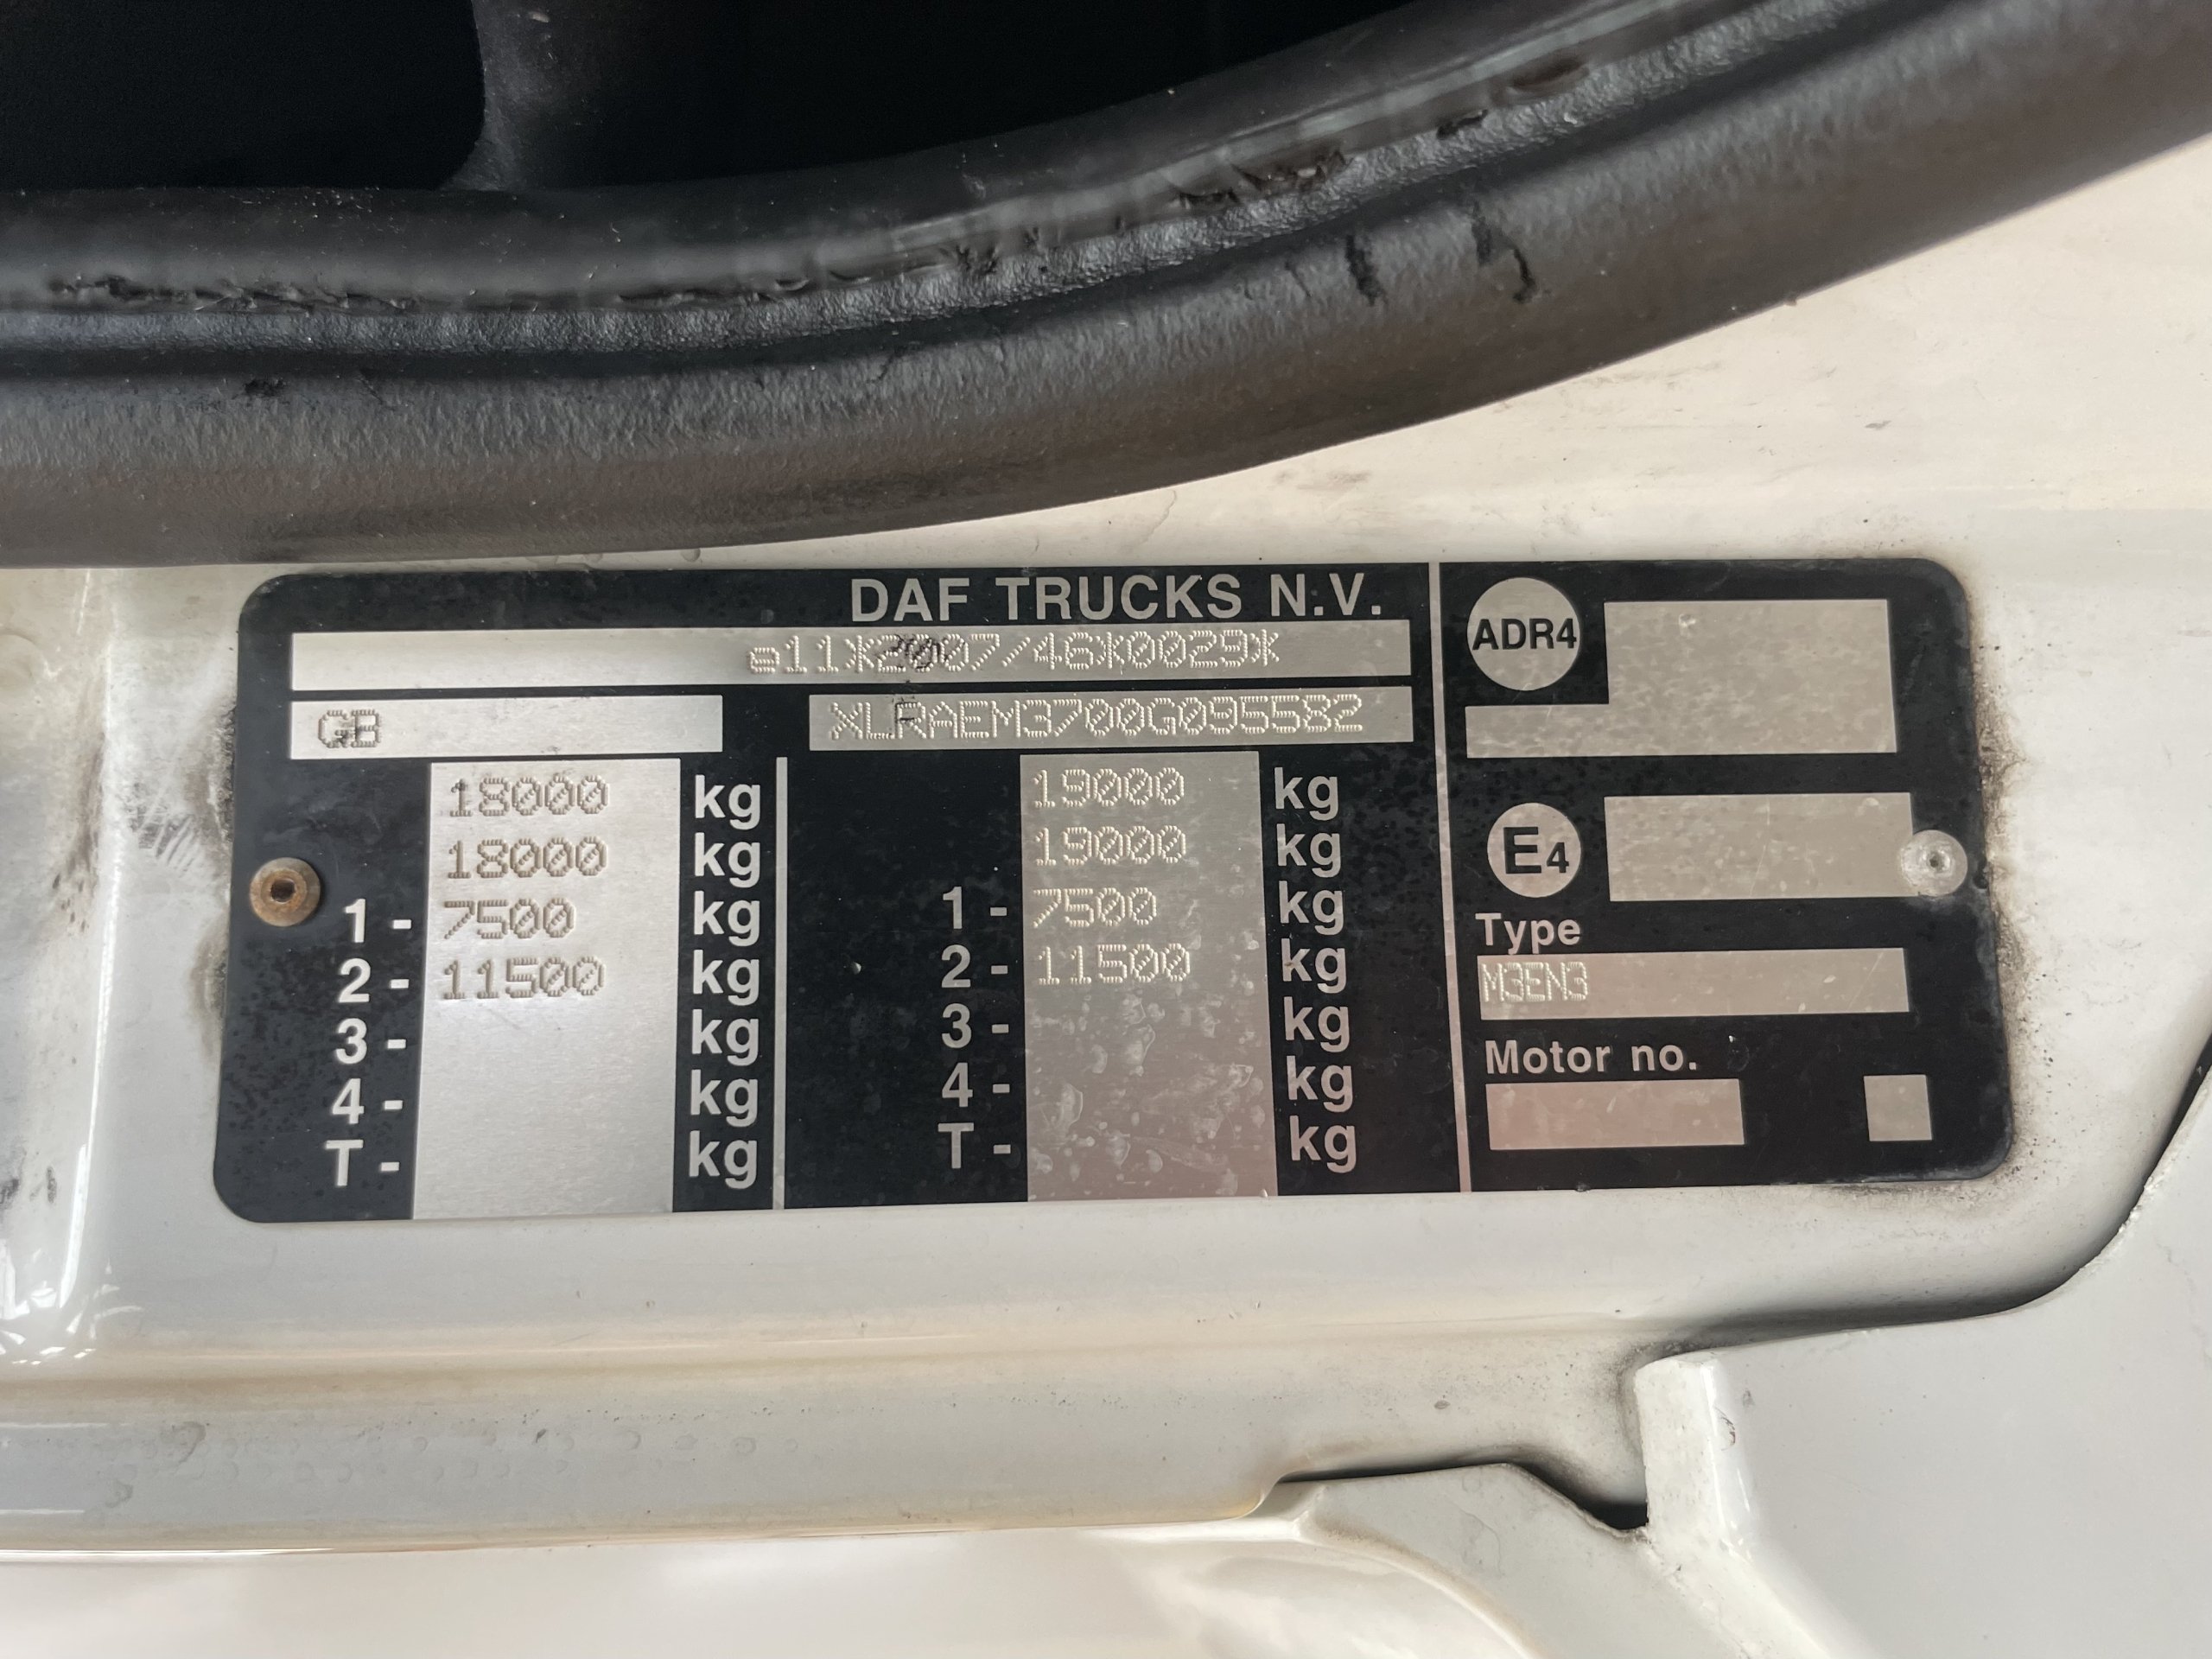 DAF TRUCKS N.V.
e11*2007/46*0029*
GB XLRAEM3700G095582
18000 kg
18000 kg
1 - 7500 kg
2 - 11500 kg
3 - kg
4 - kg
T - kg
19000 kg
19000 kg
1 - 7500 kg
2 - 11500 kg
3 - kg
4 - kg
T - kg
ADR4
E4
Type
M3EN3
Motor no.